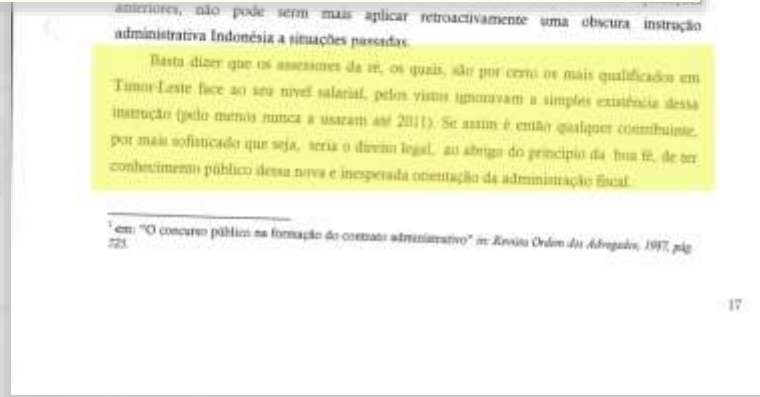 anteriores, não pode serm mais aplicar retroactivamente uma obscura instrução
administrativa Indonésia a situações passadas.
Basta dizer que os assessores da ré, os quais, são por certo os mais qualificados em
Timor-Leste face ao seu nível salarial, pelos vistos ignoravam a simples existência dessa
instrução (pelo menos nunca a usaram até 2011). Se assim é então qualquer contribuinte,
por mais sofisticado que seja, teria o direito legal, ao abrigo do princípio da boa fé, de ter
conhecimento público dessa nova e inesperada orientação da administração fiscal.
em: "O concurso público na formação do contrato administrativo" in: Revista Ordem dos Advogados, 1987, pág.
725.
17